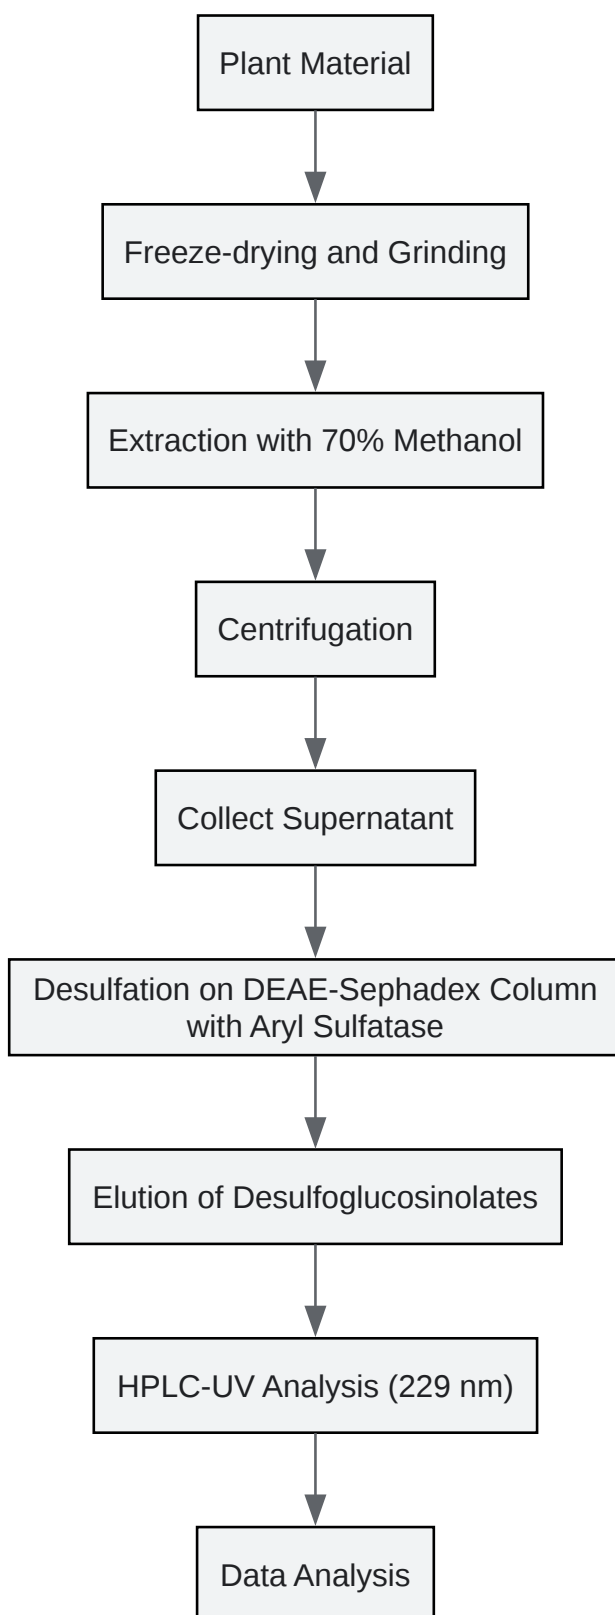 Plant Material
Freeze-drying and Grinding
Extraction with 70% Methanol
Centrifugation
Collect Supernatant
Desulfation on DEAE-Sephadex Column
with Aryl Sulfatase
Elution of Desulfoglucosinolates
HPLC-UV Analysis (229 nm)
Data Analysis